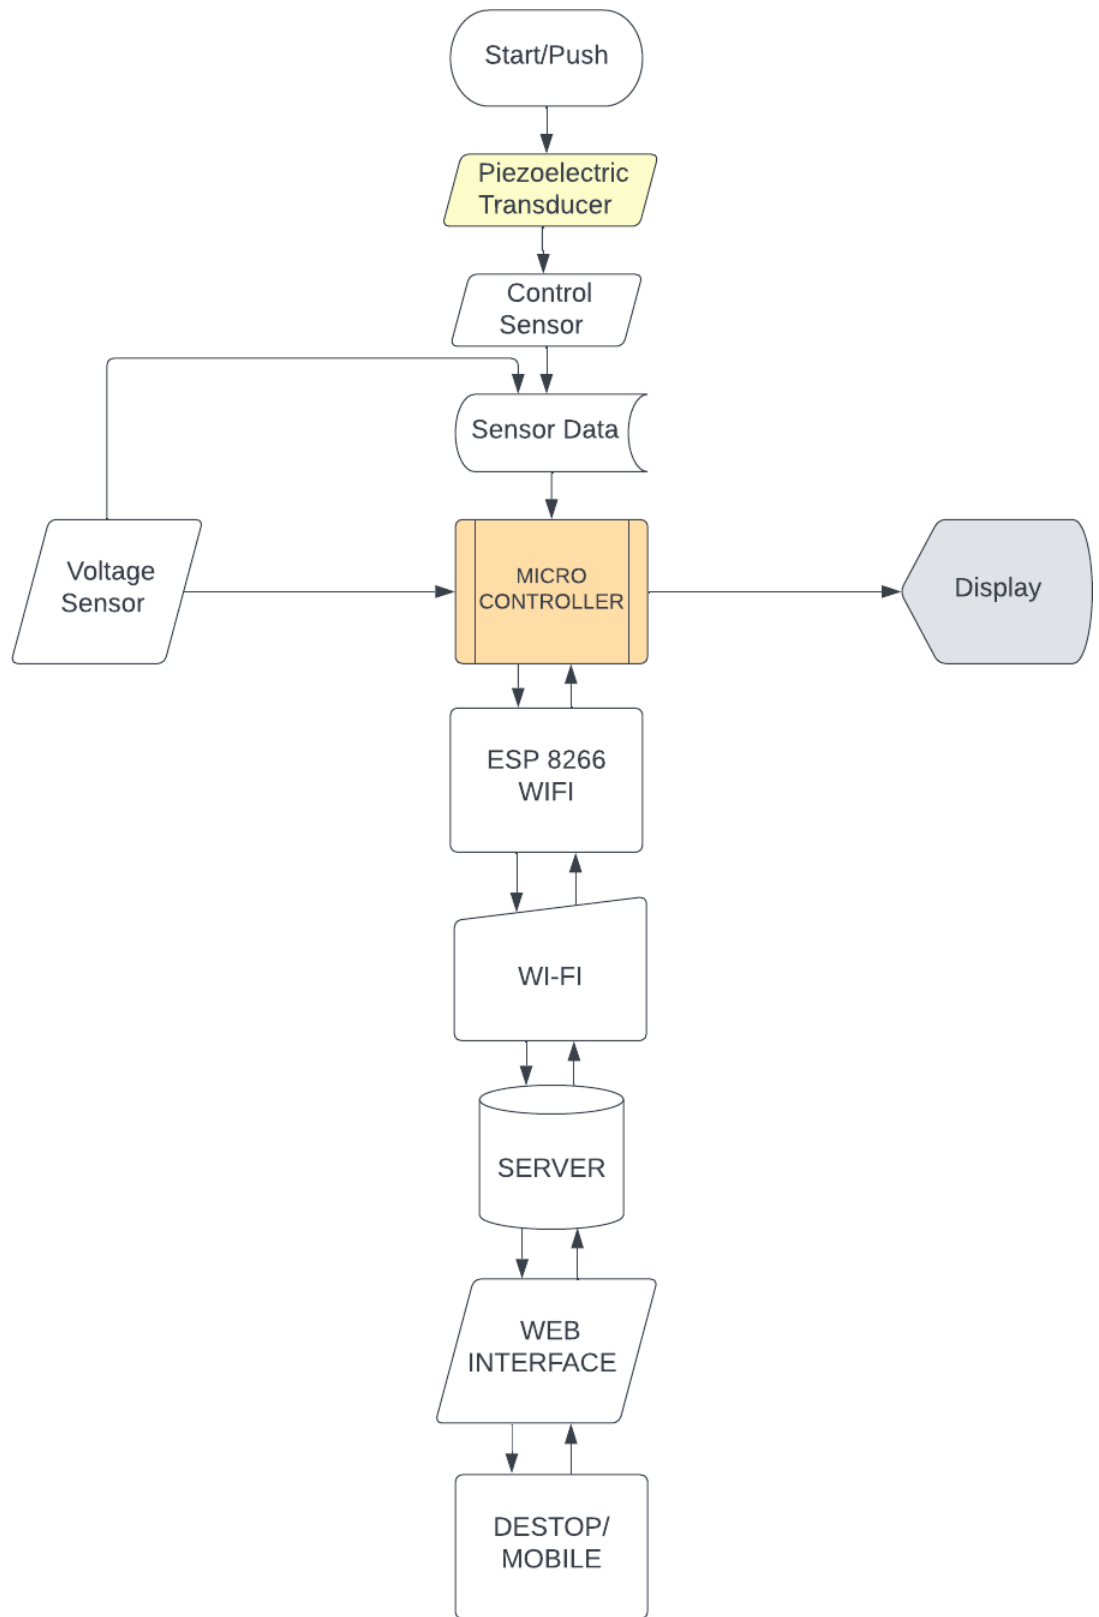 Start/Push
Piezoelectric
Transducer
Control
Sensor
Sensor Data
Voltage
Sensor
MICRO
CONTROLLER
Display
ESP 8266
WIFI
WI-FI
SERVER
WEB
INTERFACE
DESTOP/
MOBILE